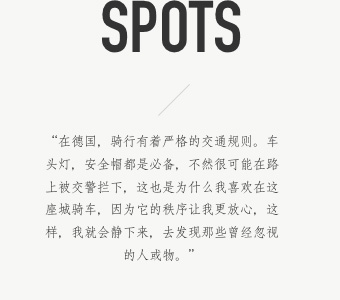 SPOTS
“在德国，骑行有着严格的交通规则。车
头灯，安全帽都是必备，不然很可能在路
上被交警拦下，这也是为什么我喜欢在这
座城骑车，因为它的秩序让我更放心，这
样，我就会静下来，去发现那些曾经忽视
的人或物。”